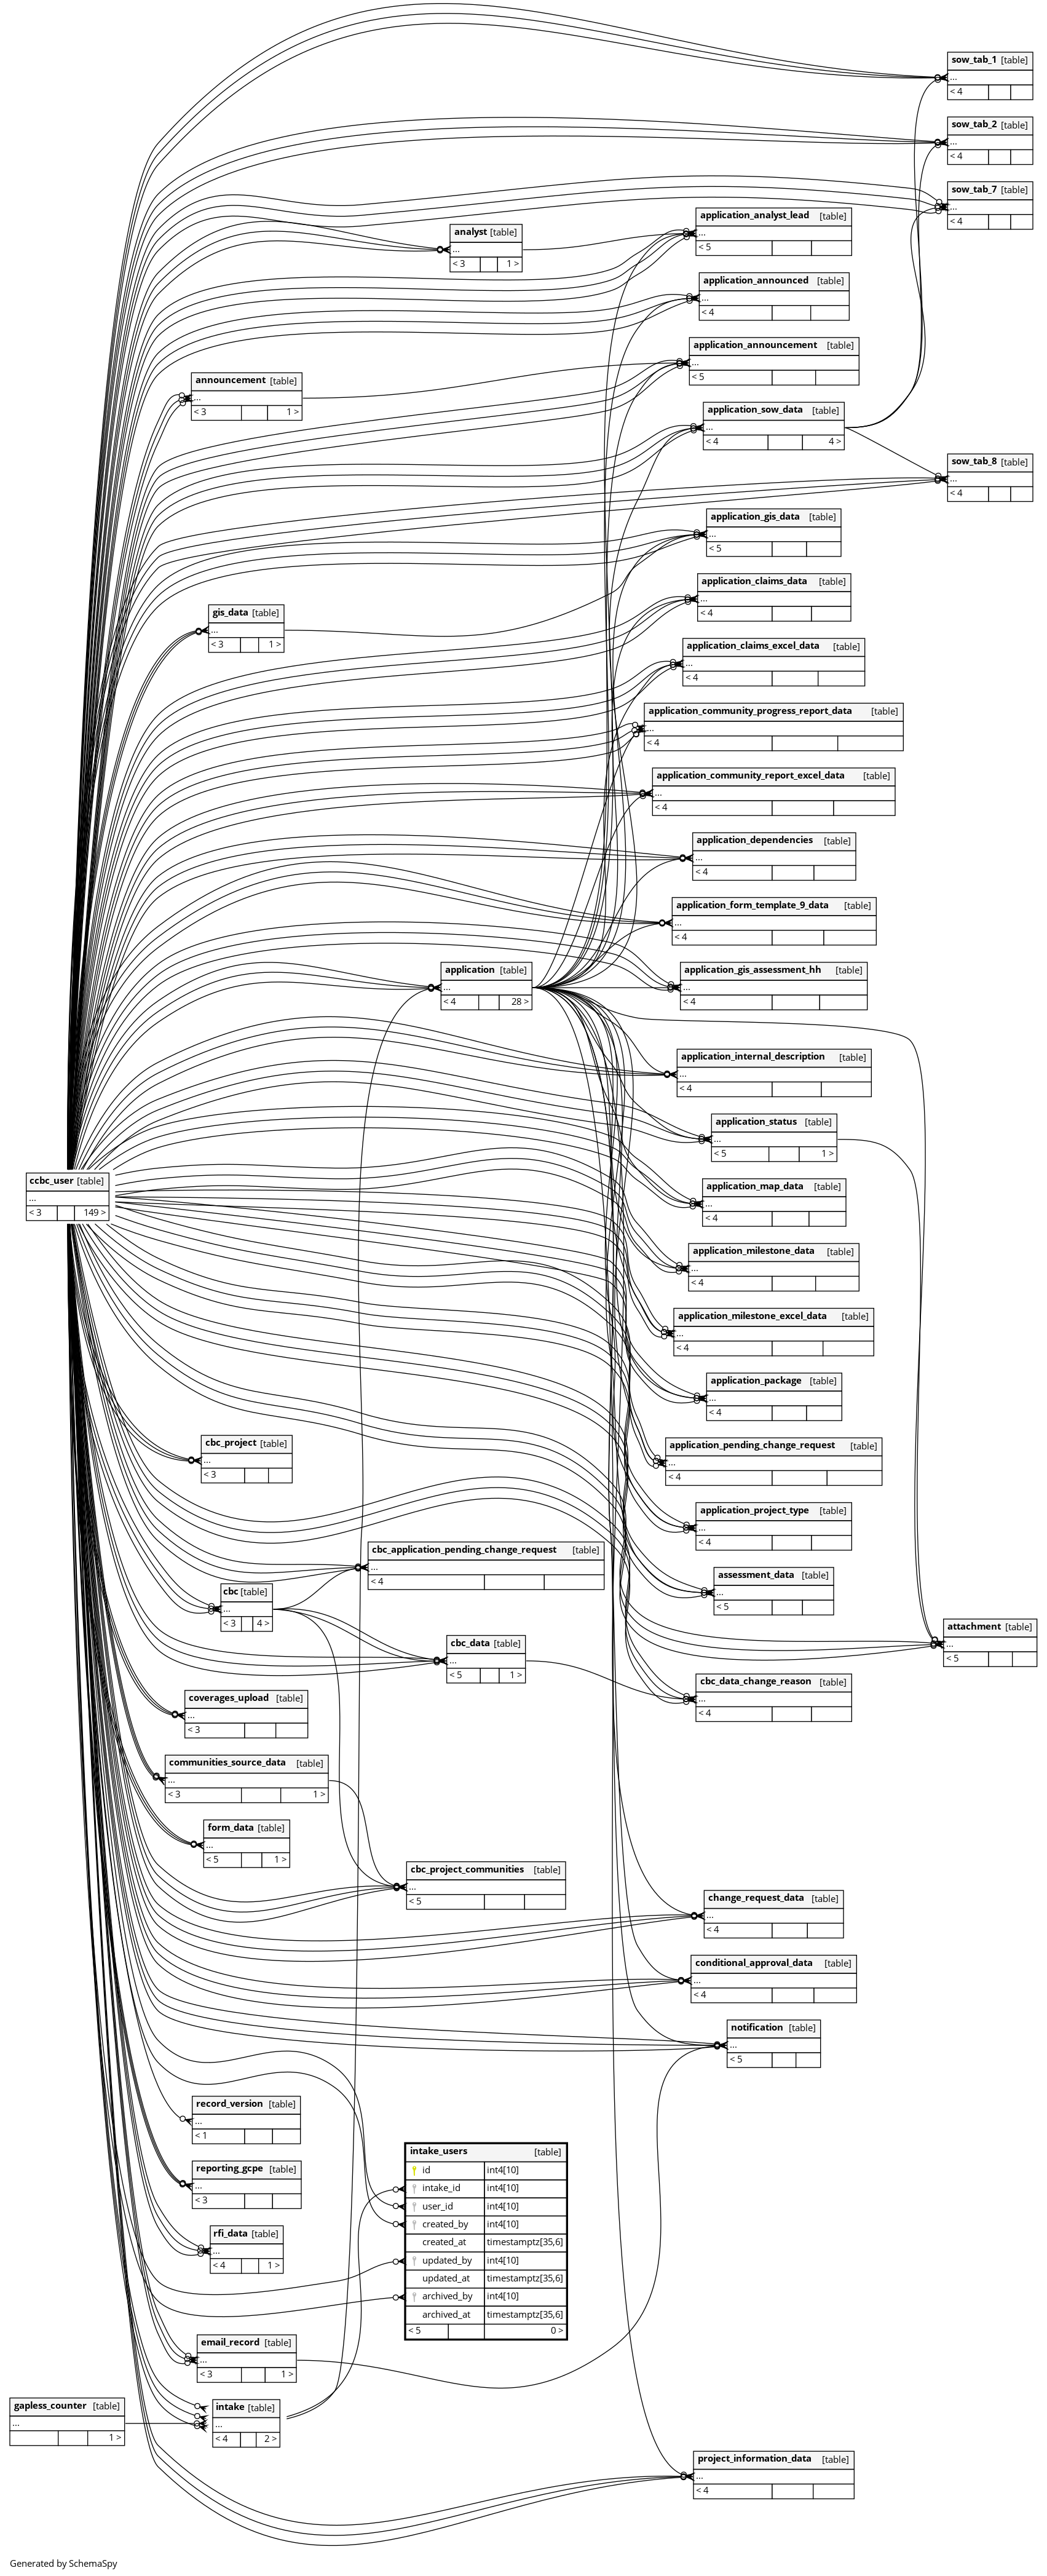 sow_tab_1 [table]
...
< 4
sow_tab_2 [table]
...
< 4
sow_tab_7 [table]
...
< 4
application_analyst_lead [table]
...
< 5
analyst [table]
...
< 3 1 >
application_announced [table]
...
< 4
application_announcement [table]
...
< 5
announcement [table]
...
< 3 1 >
application_sow_data [table]
...
< 4 4 >
sow_tab_8 [table]
...
< 4
application_gis_data [table]
...
< 5
application_claims_data [table]
...
< 4
gis_data [table]
...
< 3 1 >
application_claims_excel_data [table]
...
< 4
application_community_progress_report_data [table]
...
< 4
application_community_report_excel_data [table]
...
< 4
application_dependencies [table]
...
< 4
application_form_template_9_data [table]
...
< 4
application [table]
...
< 4 28 >
application_gis_assessment_hh [table]
...
< 4
application_internal_description [table]
...
< 4
application_status [table]
...
< 5 1 >
ccbc_user [table]
...
< 3 149 >
application_map_data [table]
...
< 4
application_milestone_data [table]
...
< 4
application_milestone_excel_data [table]
...
< 4
application_package [table]
...
< 4
cbc_project [table]
...
< 3
application_pending_change_request [table]
...
< 4
application_project_type [table]
...
< 4
cbc_application_pending_change_request [table]
...
< 4
assessment_data [table]
...
< 5
cbc [table]
...
< 3 4 >
attachment [table]
...
< 5
cbc_data [table]
...
< 5 1 >
cbc_data_change_reason [table]
...
< 4
coverages_upload [table]
...
< 3
communities_source_data [table]
...
< 3 1 >
form_data [table]
...
< 5 1 >
cbc_project_communities [table]
...
< 5
change_request_data [table]
...
< 4
conditional_approval_data [table]
...
< 4
notification [table]
...
< 5
record_version [table]
...
< 1
intake_users [table]
id int4[10]
intake_id int4[10]
user_id int4[10]
created_by int4[10]
created_at timestamptz[35,6]
updated_by int4[10]
updated_at timestamptz[35,6]
archived_by int4[10]
archived_at timestamptz[35,6]
< 5 0 >
reporting_gcpe [table]
...
< 3
rfi_data [table]
...
< 4 1 >
email_record [table]
...
< 3 1 >
gapless_counter [table]
...
1 >
intake [table]
...
< 4 2 >
project_information_data [table]
...
< 4
Generated by SchemaSpy